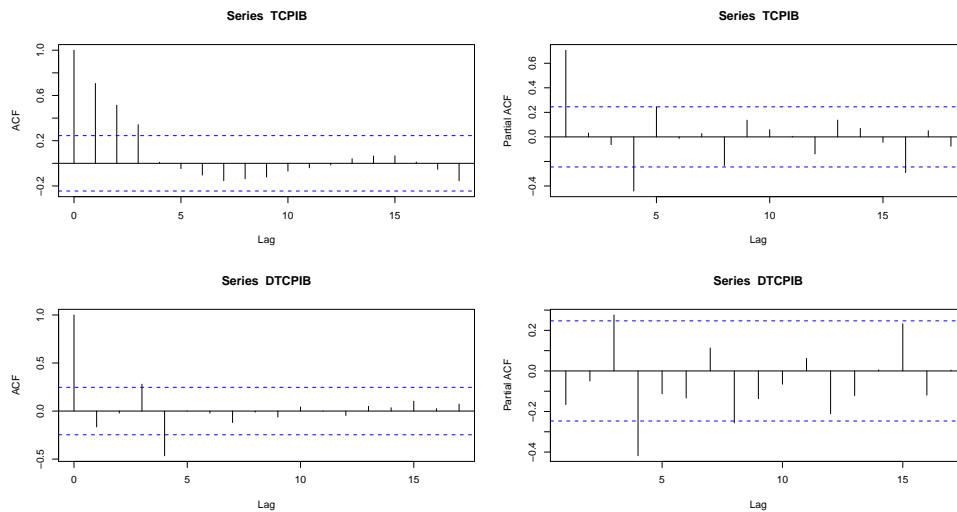 Series TCPIB
ACF
1.0
0.6
0.2
−0.2
0 5 10 15
Lag
Series TCPIB
Partial ACF
0.6
0.4
0.2
0.0
−0.4
5 10 15
Lag
Series DTCPIB
ACF
1.0
0.5
0.0
−0.5
0 5 10 15
Lag
Series DTCPIB
Partial ACF
0.2
0.0
−0.2
−0.4
5 10 15
Lag